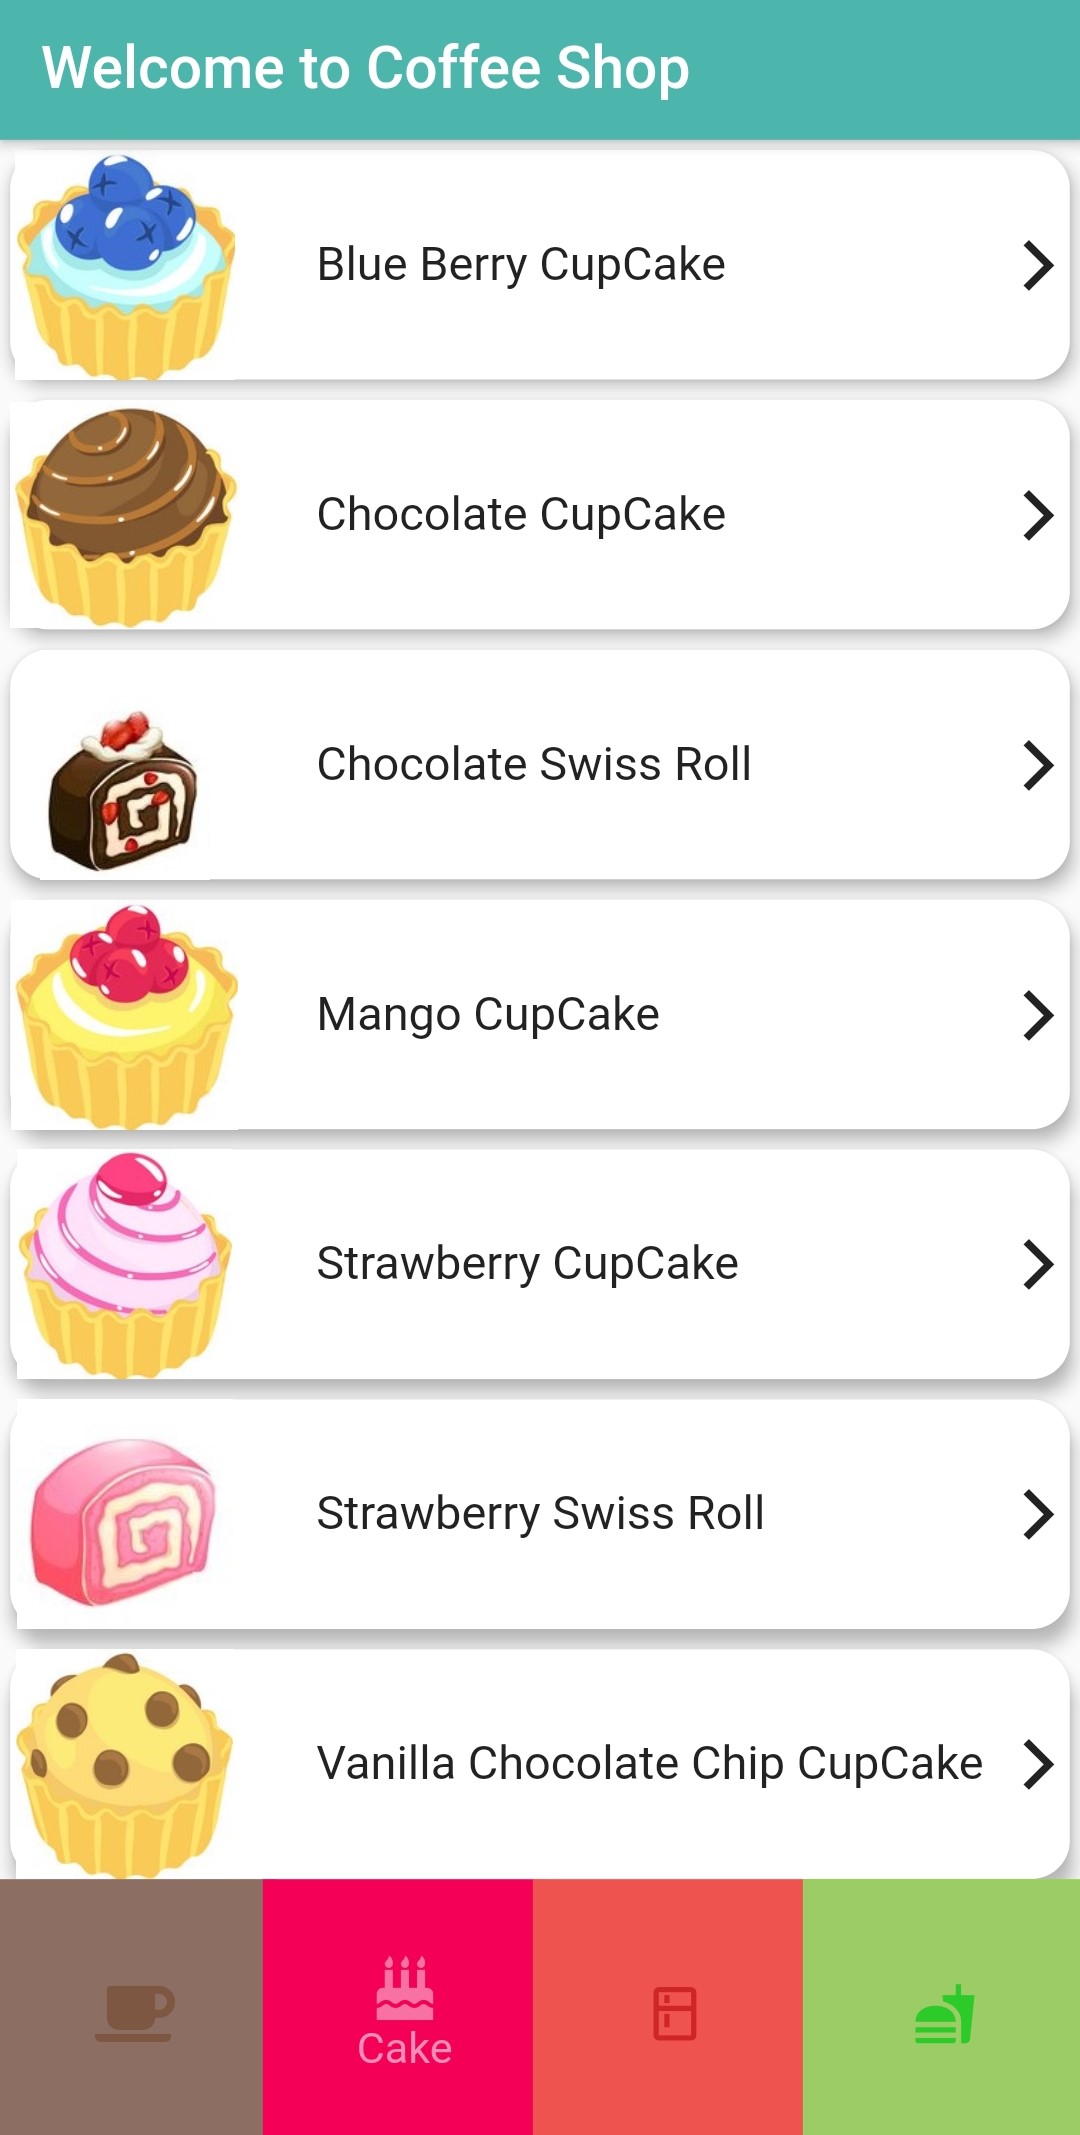 Welcome to Coffee Shop
Blue Berry CupCake
Chocolate CupCake
Chocolate Swiss Roll
Mango CupCake
Strawberry CupCake
Strawberry Swiss Roll
Vanilla Chocolate Chip CupCake
Cake